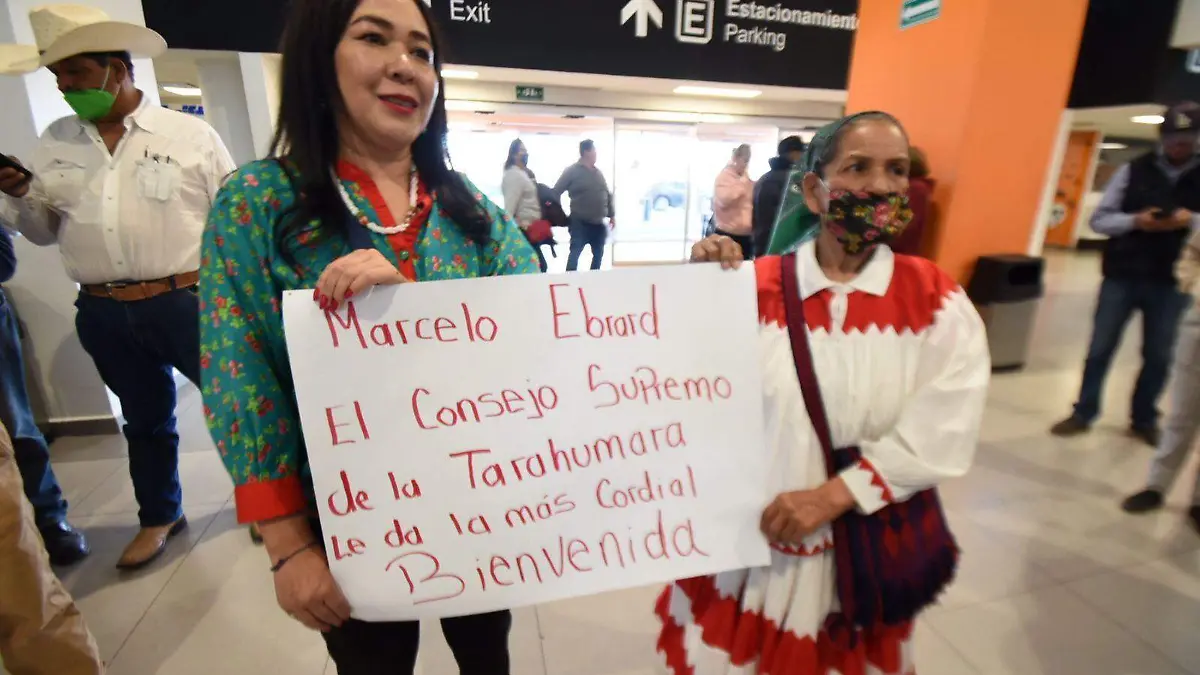 Exit
E
Estacionamiento
Parking
Marcelo Ebrard
El Consejo Supremo
de la Tarahumara
Le da la más Cordial
Bienvenida